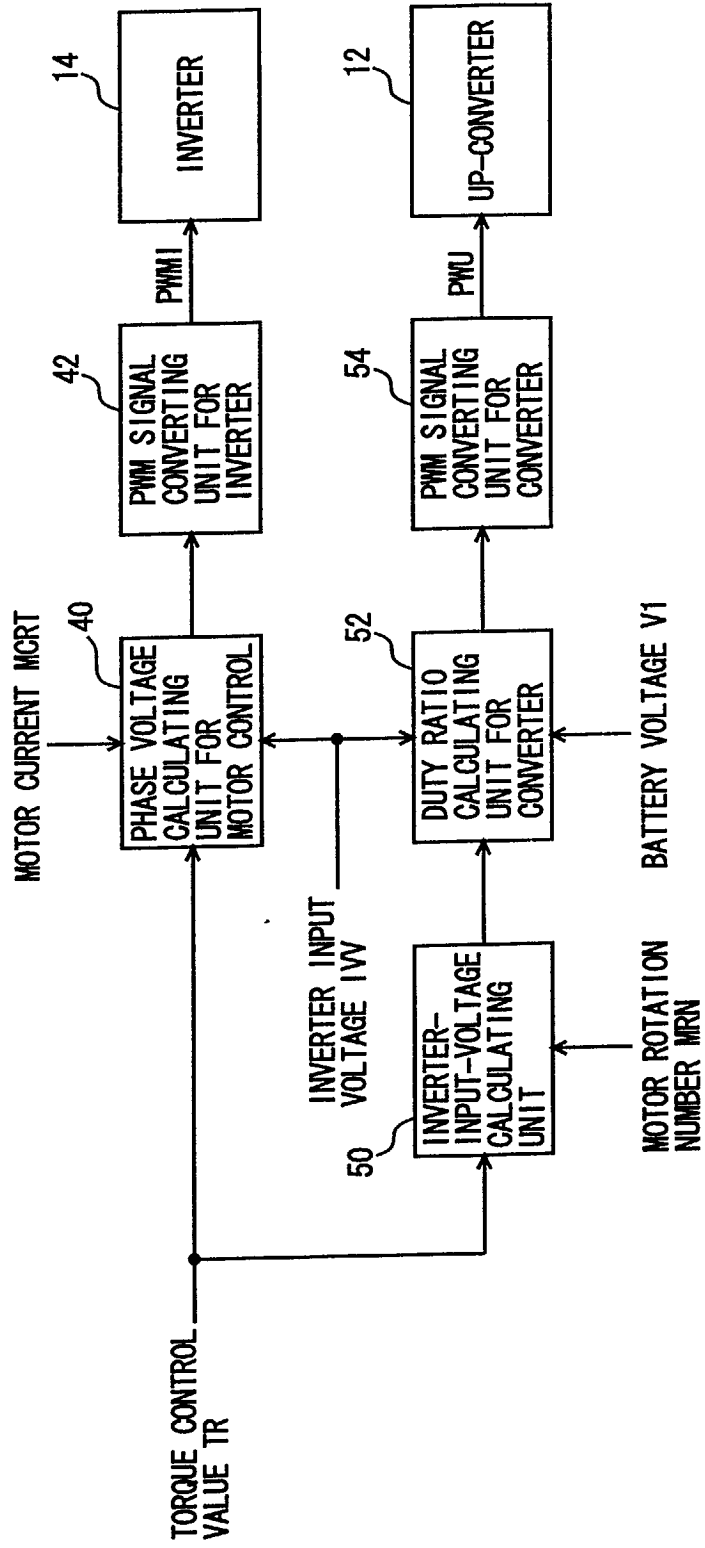 MOTOR CURRENT MCRT
40
42
14
PHASE VOLTAGE
CALCULATING
UNIT FOR
MOTOR CONTROL
PWM SIGNAL
CONVERTING
UNIT FOR
INVERTER
PWMI
INVERTER
TORQUE CONTROL
VALUE TR
INVERTER INPUT
VOLTAGE IVV
50
52
54
12
INVERTER-
INPUT-VOLTAGE
CALCULATING
UNIT
DUTY RATIO
CALCULATING
UNIT FOR
CONVERTER
PWM SIGNAL
CONVERTING
UNIT FOR
CONVERTER
PWU
UP-CONVERTER
MOTOR ROTATION
NUMBER MRN
BATTERY VOLTAGE V1